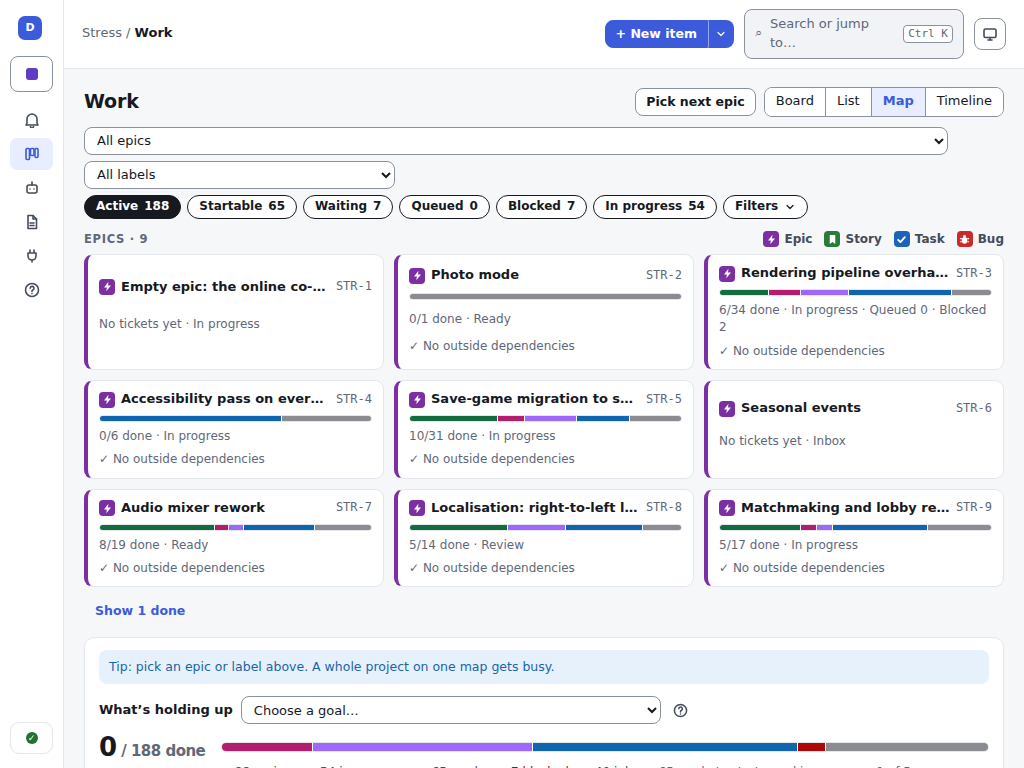 D
Stress / Work
+ New item
Search or jump to…
Ctrl K
Work
Pick next epic
Board
List
Map
Timeline
All epics
All labels
Active 188
Startable 65
Waiting 7
Queued 0
Blocked 7
In progress 54
Filters
EPICS · 9
Epic
Story
Task
Bug
Empty epic: the online co-… STR-1
No tickets yet · In progress
Photo mode STR-2
0/1 done · Ready
✓ No outside dependencies
Rendering pipeline overha… STR-3
6/34 done · In progress · Queued 0 · Blocked
2
✓ No outside dependencies
Accessibility pass on ever… STR-4
0/6 done · In progress
✓ No outside dependencies
Save-game migration to s… STR-5
10/31 done · In progress
✓ No outside dependencies
Seasonal events STR-6
No tickets yet · Inbox
Audio mixer rework STR-7
8/19 done · Ready
✓ No outside dependencies
Localisation: right-to-left l… STR-8
5/14 done · Review
✓ No outside dependencies
Matchmaking and lobby re… STR-9
5/17 done · In progress
✓ No outside dependencies
Show 1 done
Tip: pick an epic or label above. A whole project on one map gets busy.
What's holding up
Choose a goal…
0 / 188 done